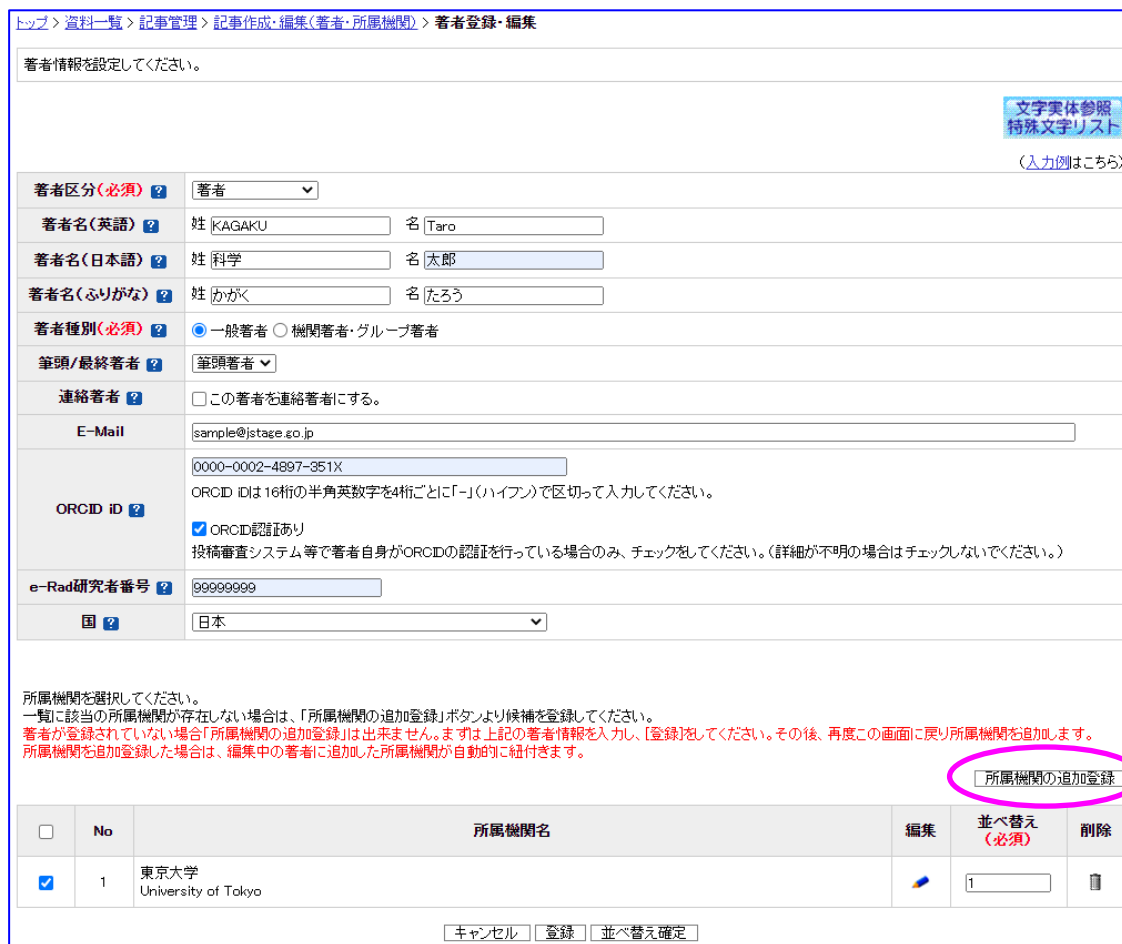 トップ > 資料一覧 > 記事管理 > 記事作成・編集(著者・所属機関) > 著者登録・編集
著者情報を設定してください。
文字実体参照
特殊文字リスト
(入力例はこちら)
著者区分(必須) ? 著者
著者名(英語) ? 姓 KAGAKU 名 Taro
著者名(日本語) ? 姓 科学 名 太郎
著者名(ふりがな) ? 姓 かがく 名 たろう
著者種別(必須) ? 一般著者 機関著者・グループ著者
筆頭/最終著者 ? 筆頭著者
連絡著者 ? この著者を連絡著者にする。
E-Mail sample@jstage.go.jp
ORCID iD ? 0000-0002-4897-351X
ORCID iDは16桁の半角英数字を4桁ごとに「-」(ハイフン)で区切って入力してください。
ORCID認証あり
投稿審査システム等で著者自身がORCIDの認証を行っている場合のみ、チェックをしてください。(詳細が不明の場合はチェックしないでください。)
e-Rad研究者番号 ? 99999999
国 ? 日本
所属機関を選択してください。
一覧に該当の所属機関が存在しない場合は、「所属機関の追加登録」ボタンより候補を登録してください。
著者が登録されていない場合「所属機関の追加登録」は出来ません。まずは上記の著者情報を入力し、[登録]をしてください。その後、再度この画面に戻り所属機関を追加します。
所属機関を追加登録した場合は、編集中の著者に追加した所属機関が自動的に紐付きます。
所属機関の追加登録
No 所属機関名 編集 並べ替え (必須) 削除
1 東京大学 1
University of Tokyo
キャンセル 登録 並べ替え確定